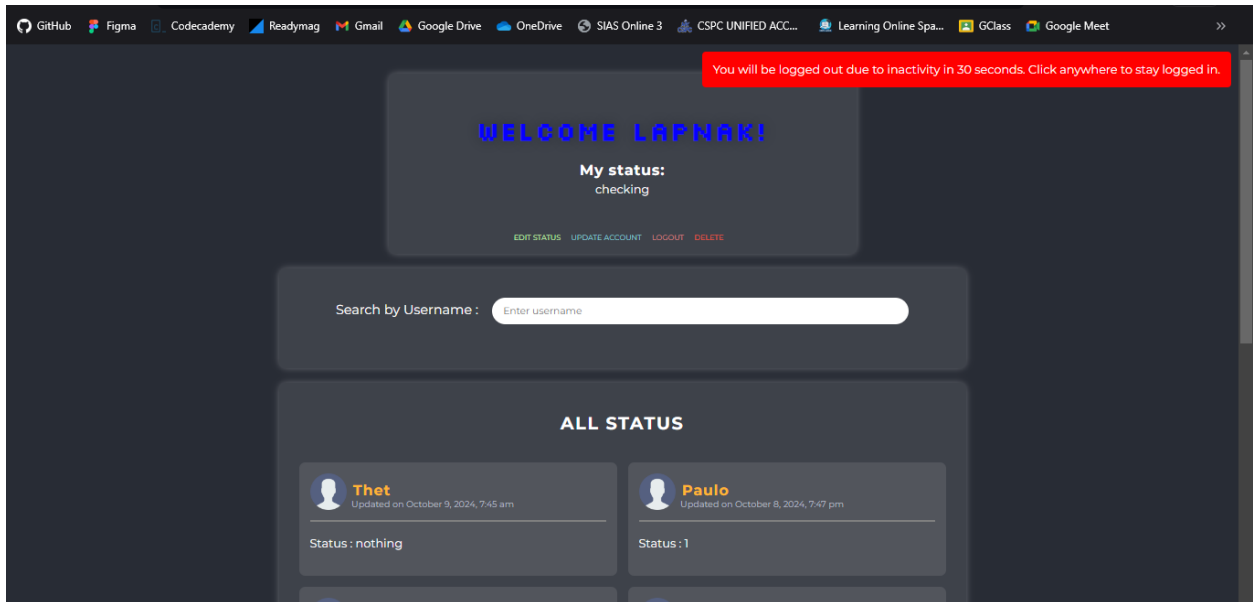 GitHub Figma Codecademy Readymag Gmail Google Drive OneDrive SIAS Online 3 CSPC UNIFIED ACC... Learning Online Spa... GClass Google Meet »
You will be logged out due to inactivity in 30 seconds. Click anywhere to stay logged in.
WELCOME LAPNAK!
My status:
checking
EDIT STATUS UPDATE ACCOUNT LOGOUT DELETE
Search by Username : Enter username
ALL STATUS
Thet
Updated on October 9, 2024, 7:45 am
Status : nothing
Paulo
Updated on October 8, 2024, 7:47 pm
Status : 1